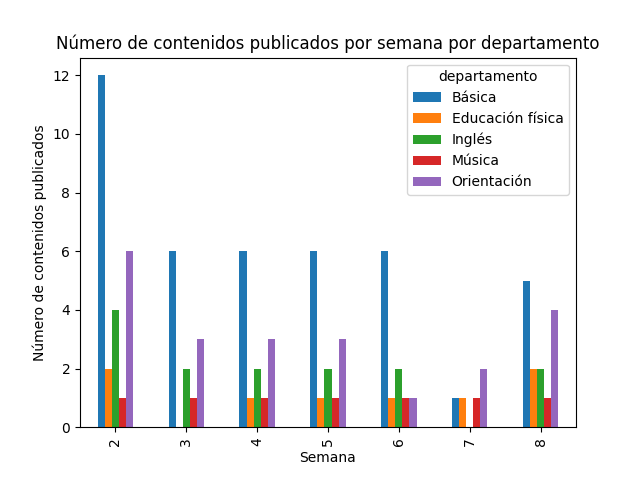 Número de contenidos publicados por semana por departamento
departamento
Básica
Educación física
Inglés
Música
Orientación
Número de contenidos publicados
12
10
8
6
4
2
0
2 3 4 5 6 7 8
Semana